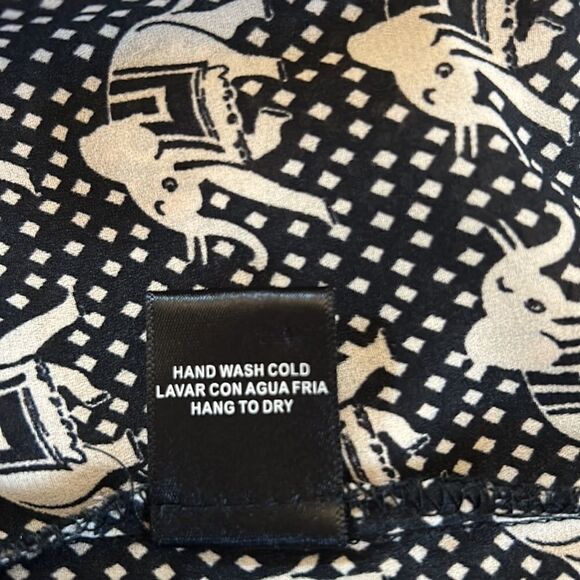 HAND WASH COLD
LAVAR CON AGUA FRIA
HANG TO DRY